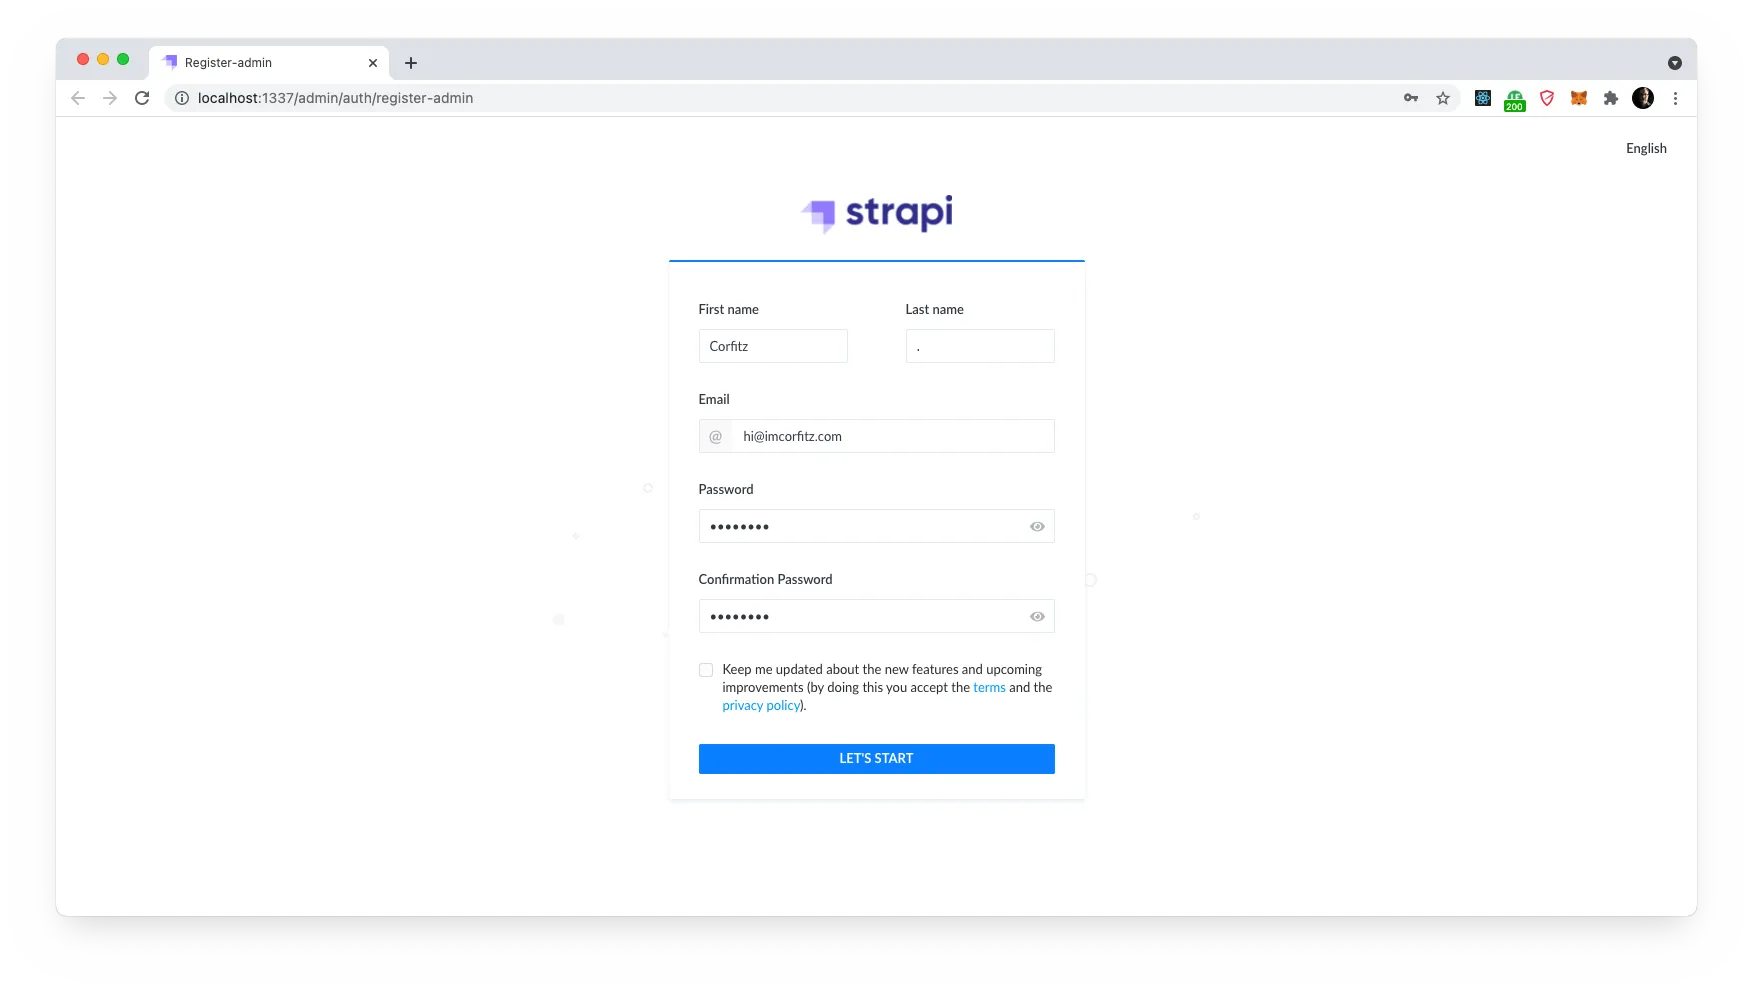 Register-admin
localhost:1337/admin/auth/register-admin
200
English
strapi
First name
Last name
Corfitz
.
Email
@ hi@imcorfitz.com
Password
••••••••
Confirmation Password
••••••••
Keep me updated about the new features and upcoming
improvements (by doing this you accept the terms and the
privacy policy).
LET'S START